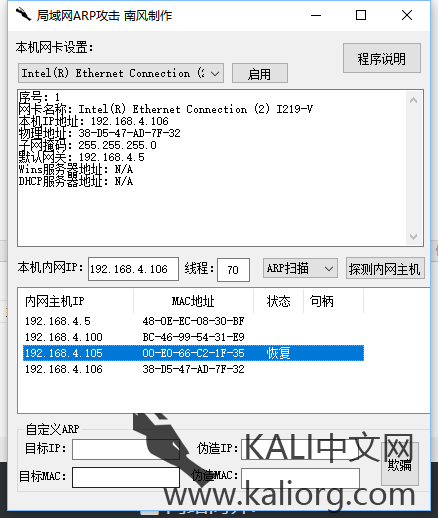 局域网ARP攻击 南风制作
本机网卡设置:
程序说明
Intel(R) Ethernet Connection (2
启用
序号: 1
网卡名称: Intel(R) Ethernet Connection (2) I219-V
本机IP地址: 192.168.4.106
物理地址: 38-D5-47-AD-7F-32
子网掩码: 255.255.255.0
默认网关: 192.168.4.5
Wins服务器地址: N/A
DHCP服务器地址: N/A
本机内网IP: 192.168.4.106 线程: 70 ARP扫描 探测内网主机
内网主机IP MAC地址 状态 句柄
192.168.4.5 48-0E-EC-08-30-BF
192.168.4.100 BC-46-99-54-31-E9
192.168.4.105 00-E0-66-C2-1F-35 恢复
192.168.4.106 38-D5-47-AD-7F-32
自定义ARP
目标IP: 伪造IP:
欺骗
目标MAC: 伪造MAC:
KALI中文网
www.kaliorg.com